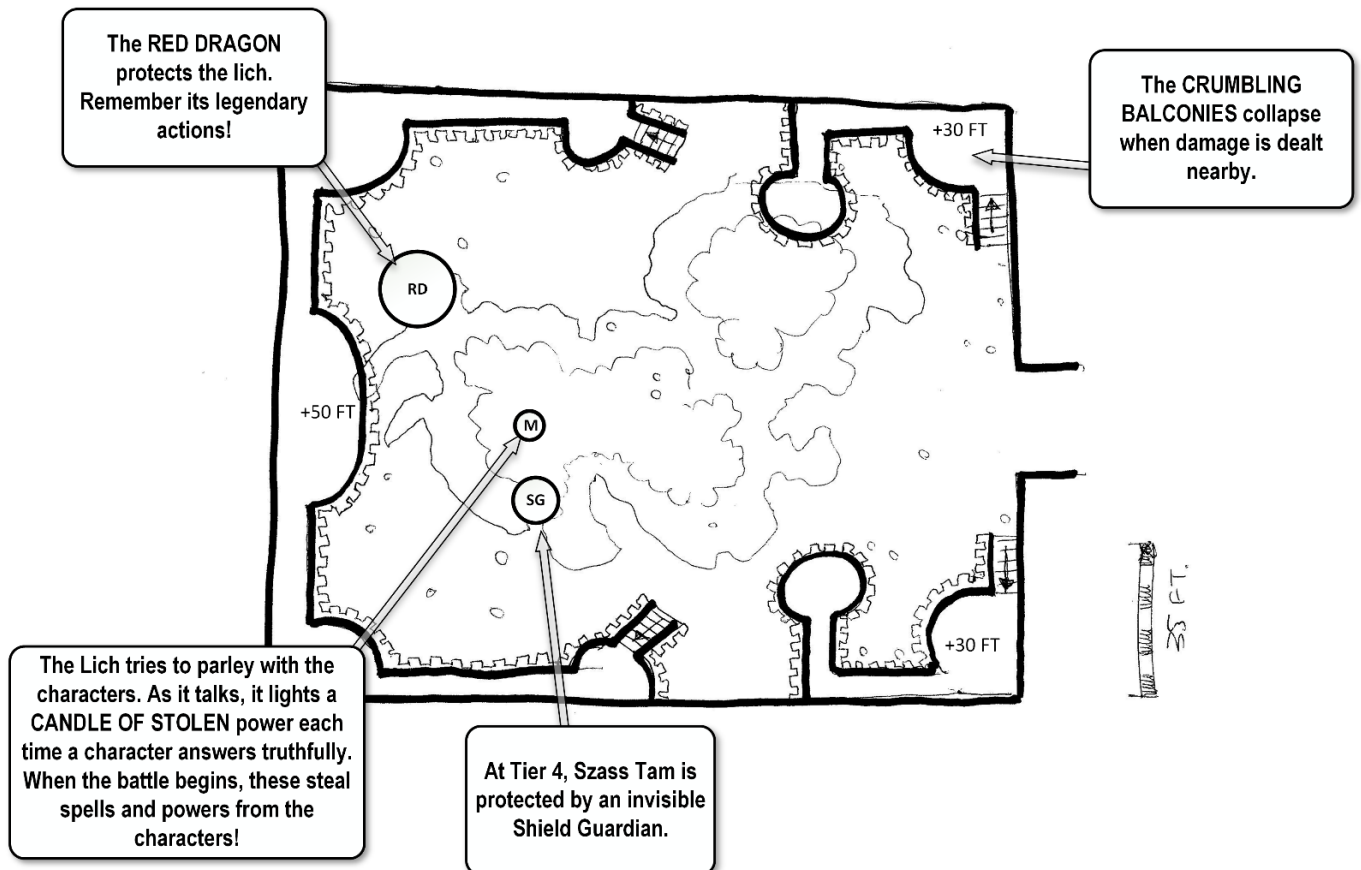 The RED DRAGON
protects the lich.
Remember its legendary
actions!
The CRUMBLING
BALCONIES collapse
when damage is dealt
nearby.
+30 FT
RD
+50 FT
M
SG
35 FT.
+30 FT
The Lich tries to parley with the
characters. As it talks, it lights a
CANDLE OF STOLEN power each
time a character answers truthfully.
When the battle begins, these steal
spells and powers from the
characters!
At Tier 4, Szass Tam is
protected by an invisible
Shield Guardian.